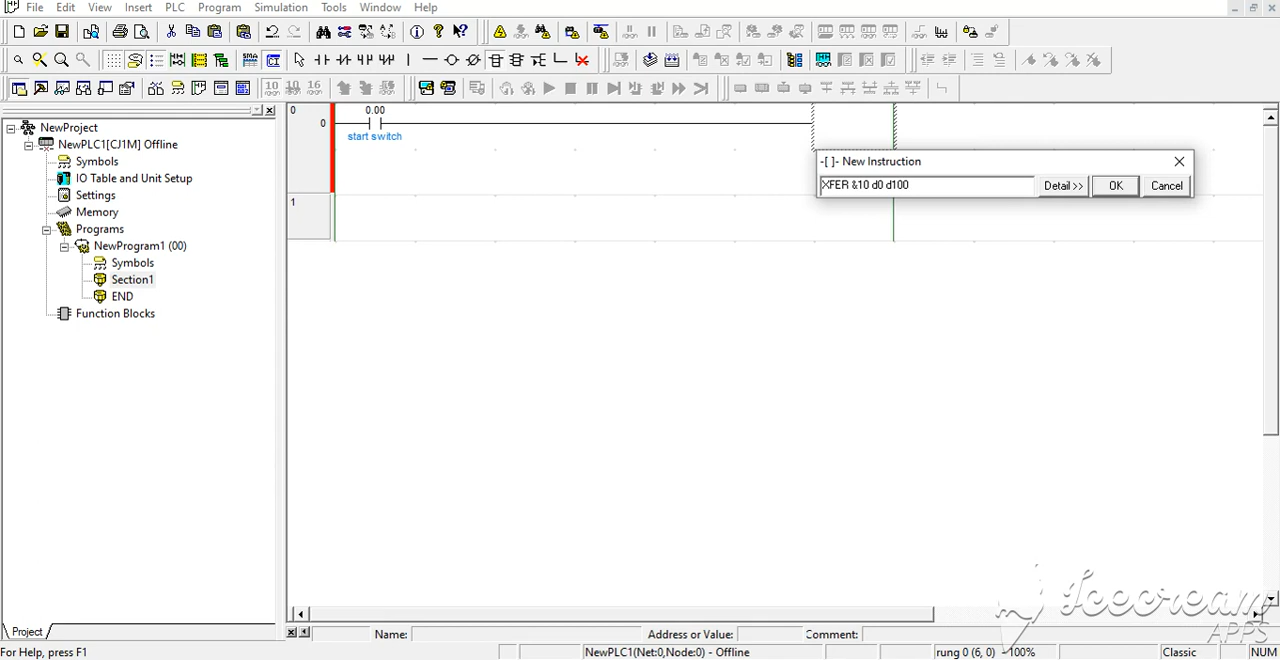 File Edit View Insert PLC Program Simulation Tools Window Help
10 10 16
NewProject
NewPLC1[CJ1M] Offline
Symbols
IO Table and Unit Setup
Settings
Memory
Programs
NewProgram1 (00)
Symbols
Section1
END
Function Blocks
Project
0
0
0.00
start switch
1
-[ ]- New Instruction
XFER &10 d0 d100
Detail >> OK Cancel
Icecream
APPS
Name: Address or Value: Comment:
For Help, press F1 NewPLC1(Net:0,Node:0) - Offline rung 0 (6, 0) - 100% Classic NUM